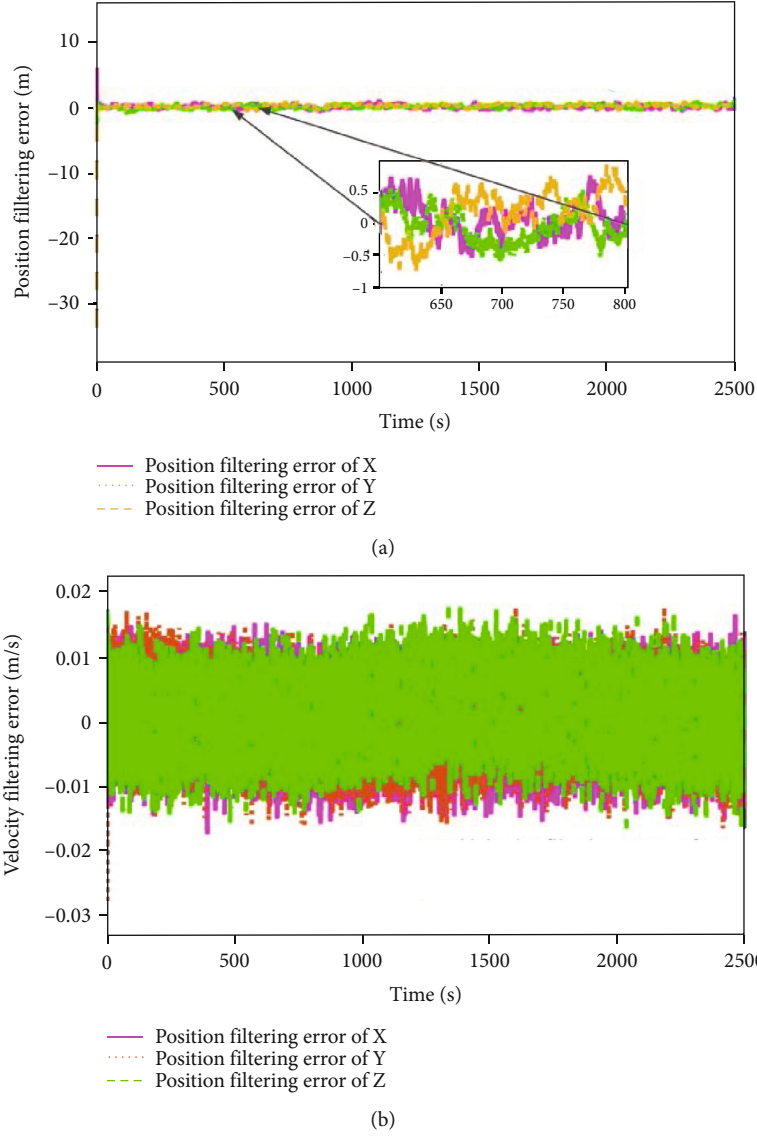 Position filtering error (m)
10
0
−10
−20
−30
0.5
0
−0.5
−1
650 700 750 800
0 500 1000 1500 2000 2500
Time (s)
Position filtering error of X
Position filtering error of Y
Position filtering error of Z
(a)
Velocity filtering error (m/s)
0.02
0.01
0
−0.01
−0.02
−0.03
0 500 1000 1500 2000 2500
Time (s)
Position filtering error of X
Position filtering error of Y
Position filtering error of Z
(b)